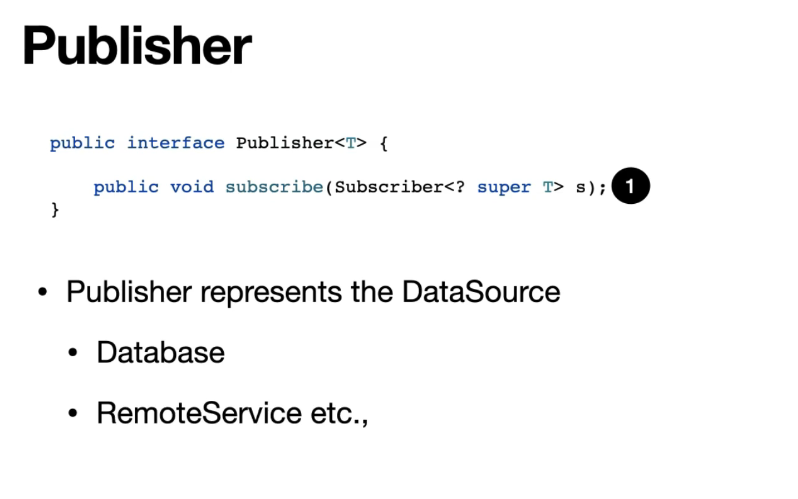 Publisher
public interface Publisher<T> {
public void subscribe(Subscriber<? super T> s); 1
}
• Publisher represents the DataSource
• Database
• RemoteService etc.,